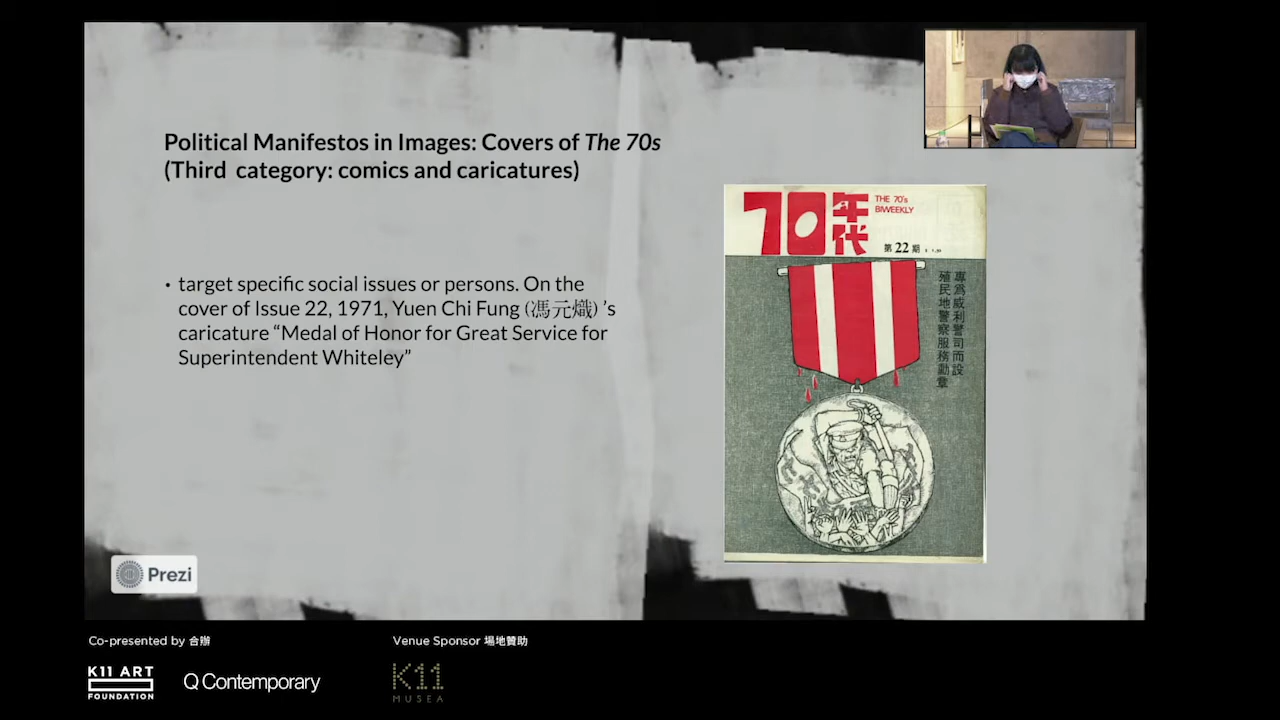 Political Manifestos in Images: Covers of The 70s
(Third category: comics and caricatures)
• target specific social issues or persons. On the
cover of Issue 22, 1971, Yuen Chi Fung (馮元熾) 's
caricature “Medal of Honor for Great Service for
Superintendent Whiteley”
70年代
THE 70's
BIWEEKLY
第22期
專為威利警司而設
殖民地警察服務勳章
Prezi
Co-presented by 合辦
Venue Sponsor 場地贊助
K11 ART
FOUNDATION
Q Contemporary
K11
MUSEA